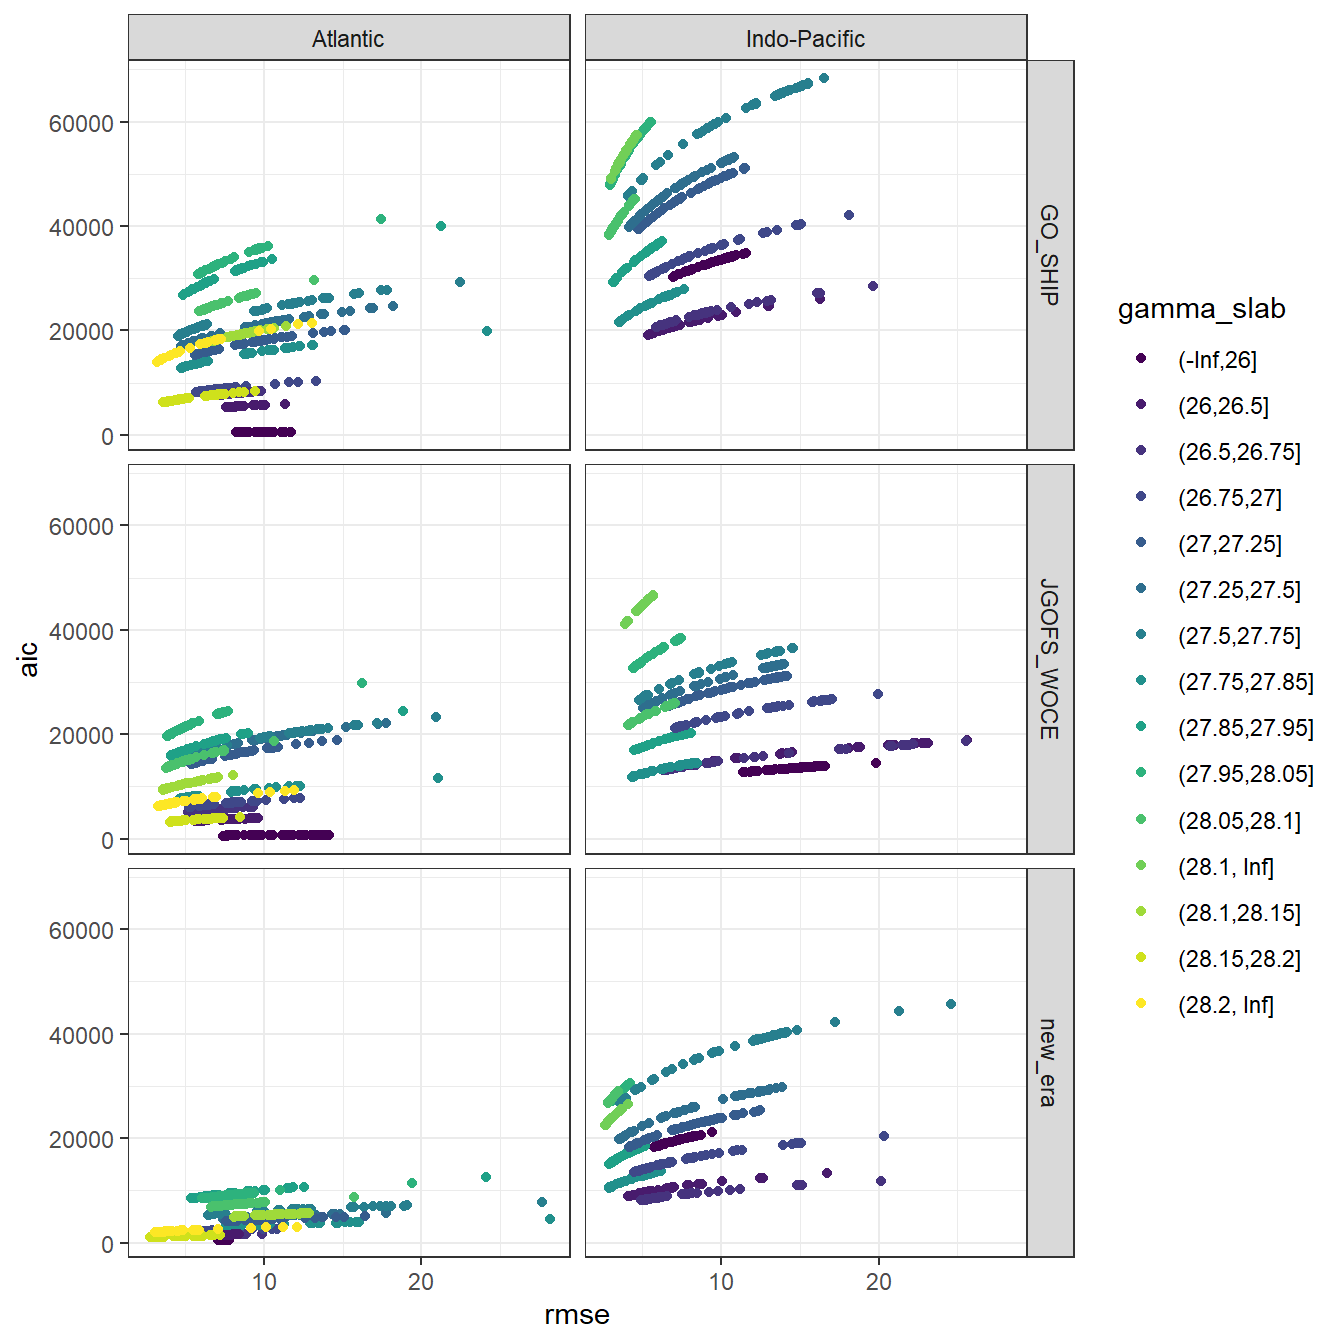 Atlantic
Indo-Pacific
60000
40000
20000
0
GO_SHIP
60000
40000
20000
0
JGOFS_WOCE
60000
40000
20000
0
new_era
10
20
10
20
rmse
aic
gamma_slab
(-Inf,26]
(26,26.5]
(26.5,26.75]
(26.75,27]
(27,27.25]
(27.25,27.5]
(27.5,27.75]
(27.75,27.85]
(27.85,27.95]
(27.95,28.05]
(28.05,28.1]
(28.1, Inf]
(28.1,28.15]
(28.15,28.2]
(28.2, Inf]